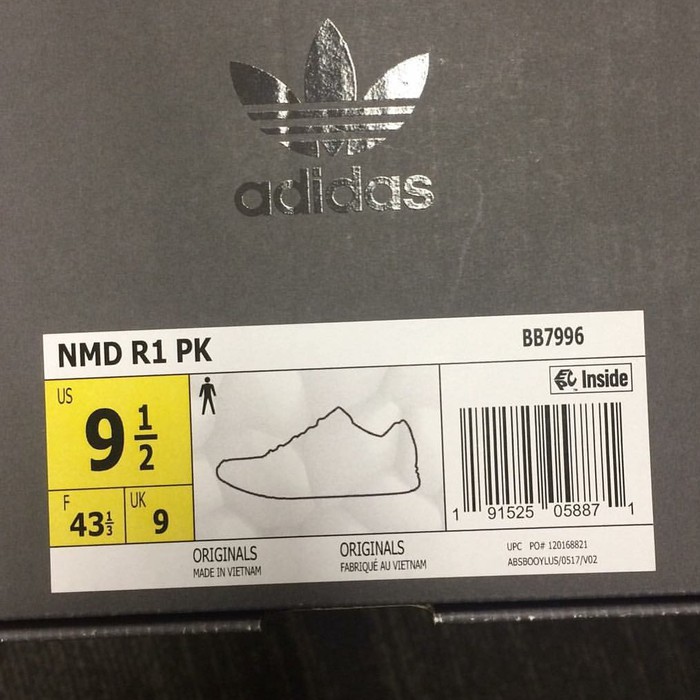 adidas
NMD R1 PK
BB7996
US
9 1/2
F
43 1/3
UK
9
EPC Inside
1 91525 05887 1
ORIGINALS
MADE IN VIETNAM
ORIGINALS
FABRIQUÉ AU VIETNAM
UPC PO# 120168821
ABSBOOYLUS/0517/V02